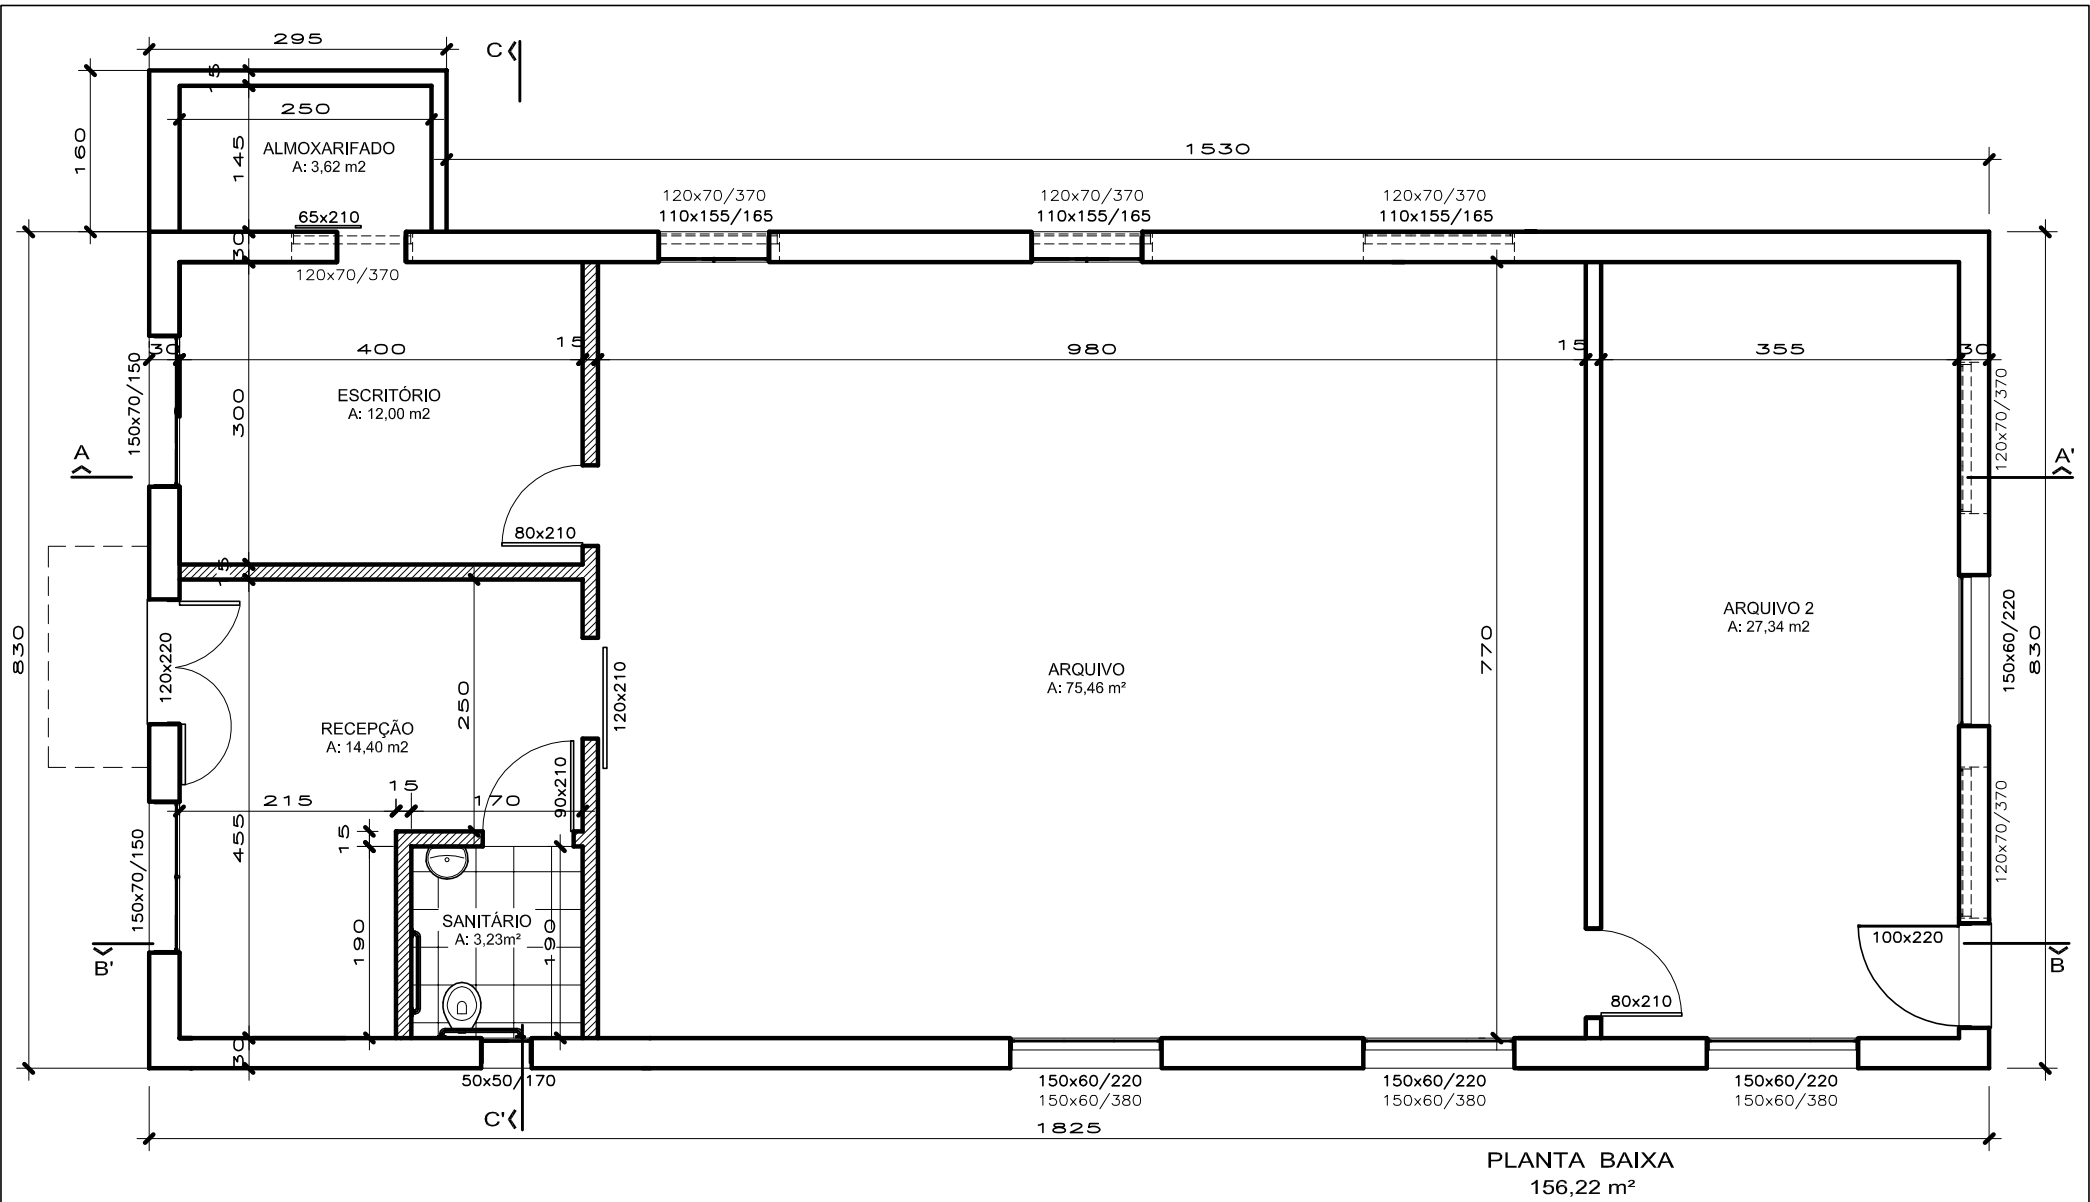 295
C
15
250
160
145
ALMOXARIFADO
A: 3,62 m2
1530
65x210
120x70/370
110x155/165
120x70/370
110x155/165
120x70/370
110x155/165
30
120x70/370
30
400
15
980
15
355
30
150x70/150
120x70/370
ESCRITÓRIO
A: 12,00 m2
300
A
A'
80x210
15
830
120x220
250
120x210
770
ARQUIVO 2
A: 27,34 m2
150x60/220
830
ARQUIVO
A: 75,46 m²
RECEPÇÃO
A: 14,40 m2
15
215
170
90x210
455
15
150x70/150
120x70/370
190
SANITÁRIO
A: 3,23m²
190
100x220
B'
B
80x210
30
50x50/170
150x60/220
150x60/380
150x60/220
150x60/380
150x60/220
150x60/380
C'
1825
PLANTA BAIXA
156,22 m²